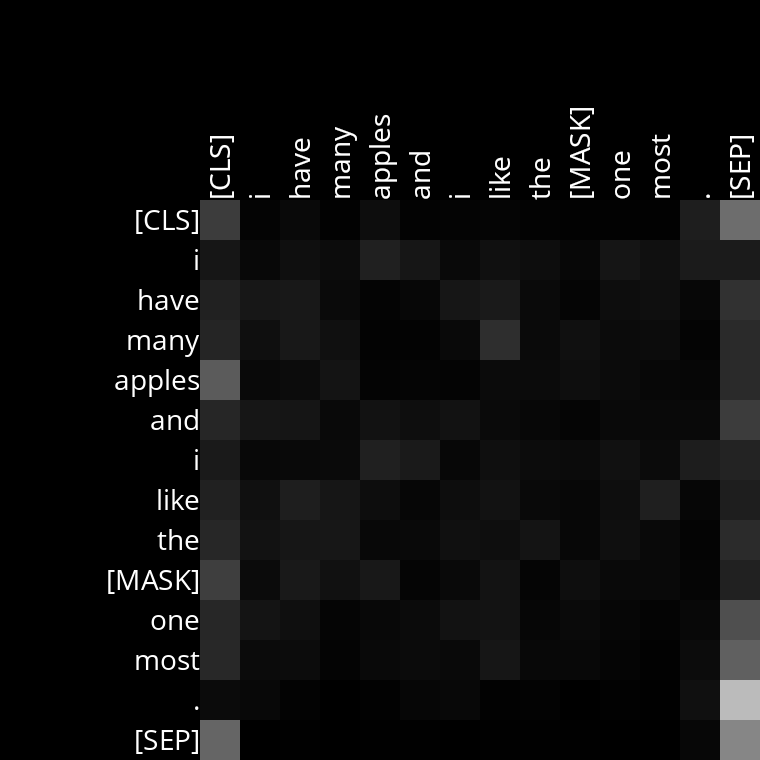 [CLS] i have many apples and i like the [MASK] one most . [SEP]
[CLS]
i
have
many
apples
and
i
like
the
[MASK]
one
most
.
[SEP]